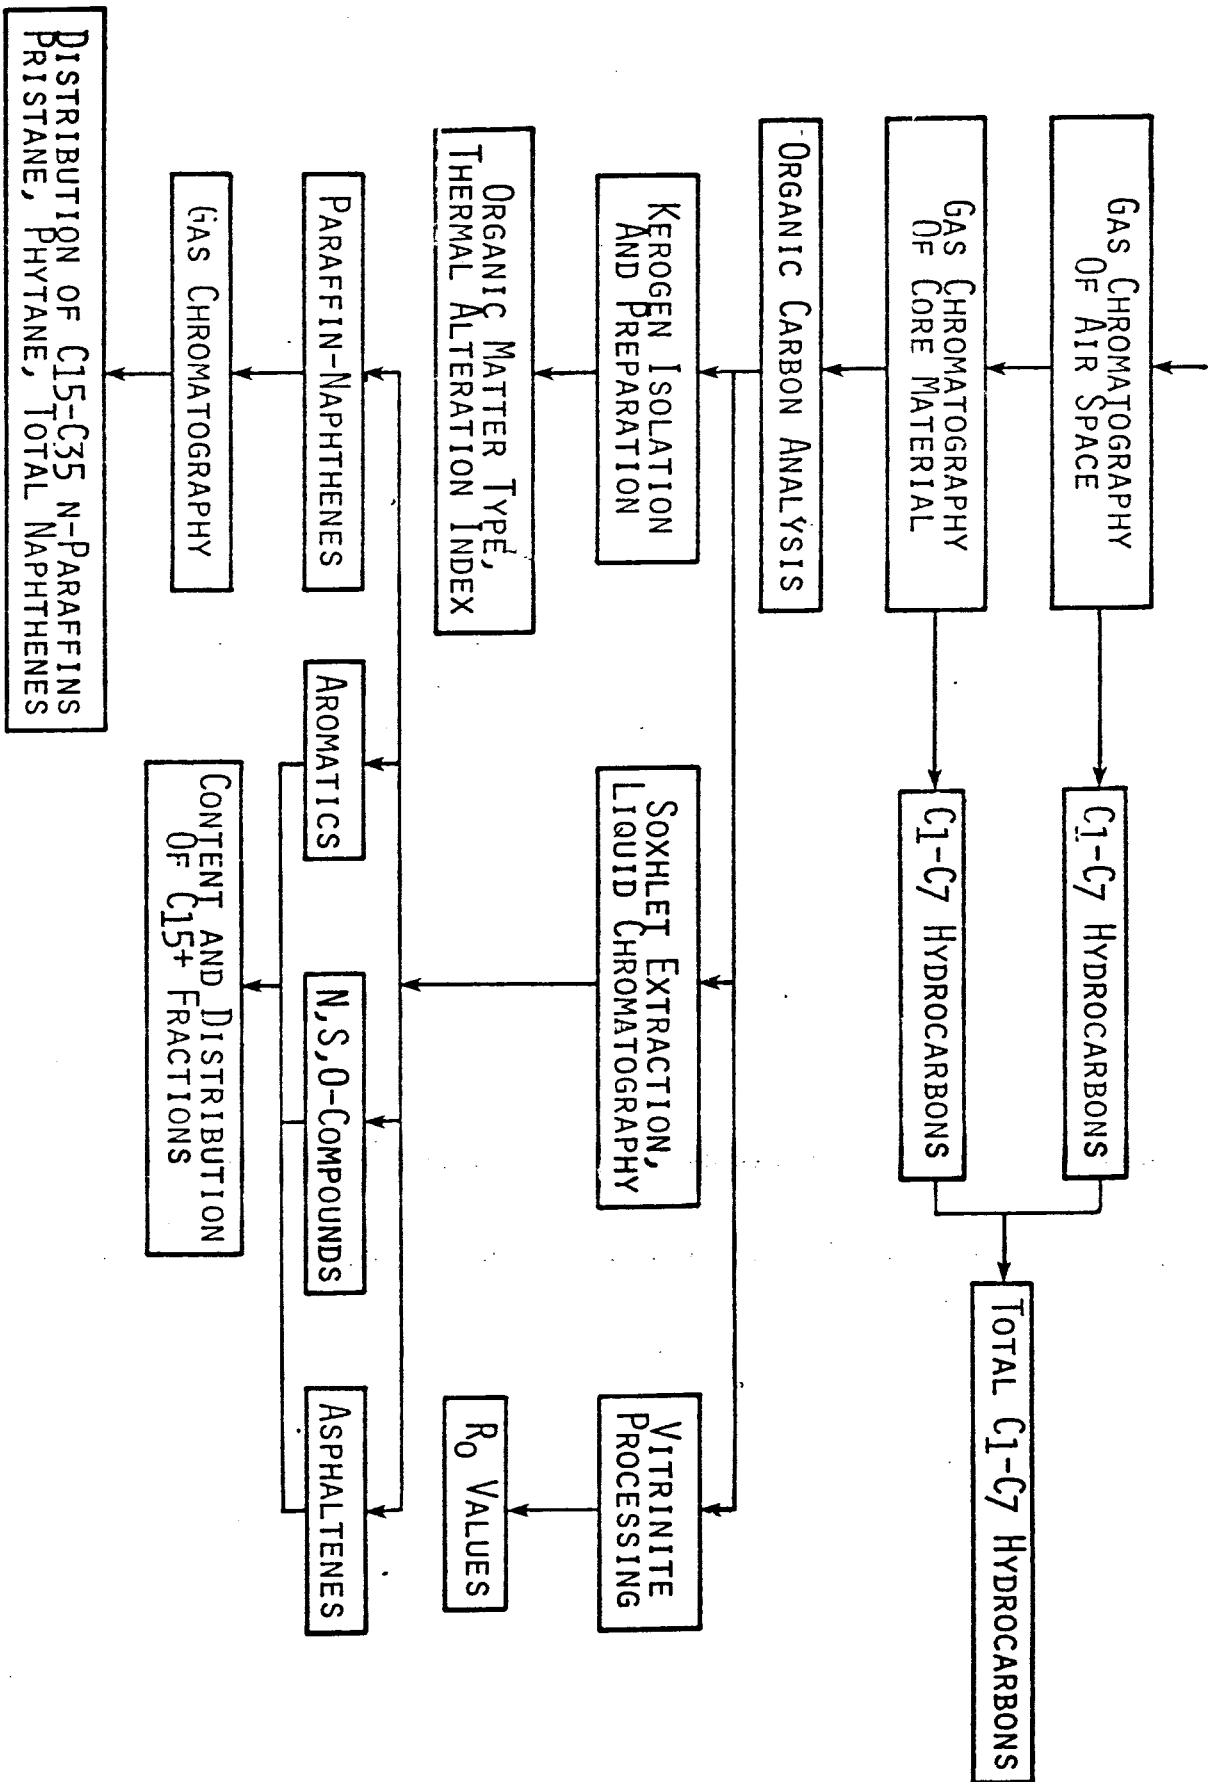 Gas Chromatography
Of Air Space
C1-C7 Hydrocarbons
Total C1-C7 Hydrocarbons
Gas Chromatography
Of Core Material
C1-C7 Hydrocarbons
Organic Carbon Analysis
Kerogen Isolation
And Preparation
Soxhlet Extraction,
Liquid Chromatography
Vitrinite
Processing
Organic Matter Type,
Thermal Alteration Index
Ro Values
Paraffin-Naphthenes
Aromatics
N,S,O-Compounds
Asphaltenes
Gas Chromatography
Content and Distribution
Of C15+ Fractions
Distribution of C15-C35 n-Paraffins
Pristane, Phytane, Total Naphthenes